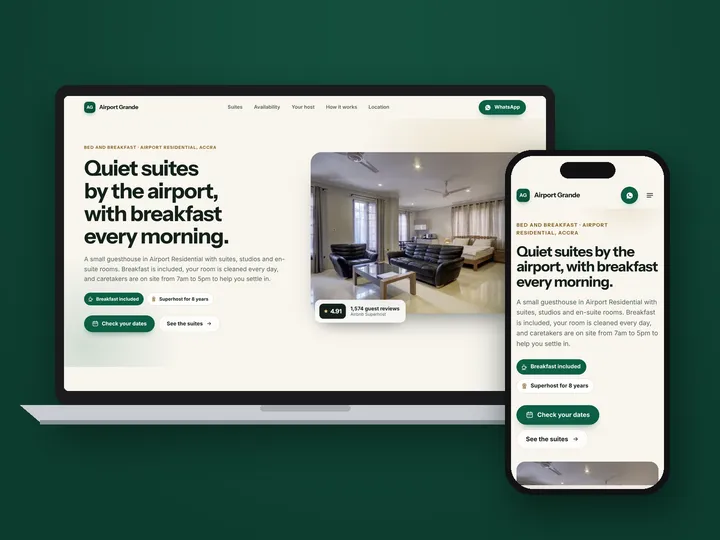 AG
Airport Grande
Suites
Availability
Your host
How it works
Location
WhatsApp
BED AND BREAKFAST · AIRPORT RESIDENTIAL, ACCRA
Quiet suites
by the airport,
with breakfast
every morning.
A small guesthouse in Airport Residential with suites, studios and en-
suite rooms. Breakfast is included, your room is cleaned every day,
and caretakers are on site from 7am to 5pm to help you settle in.
Breakfast included
Superhost for 8 years
Check your dates
See the suites →
4.91
1,574 guest reviews
Airbnb Superhost
AG
Airport Grande
BED AND BREAKFAST · AIRPORT
RESIDENTIAL, ACCRA
Quiet suites by the
airport, with breakfast
every morning.
A small guesthouse in Airport Residential with
suites, studios and en-suite rooms. Breakfast
is included, your room is cleaned every day,
and caretakers are on site from 7am to 5pm to
help you settle in.
Breakfast included
Superhost for 8 years
Check your dates
See the suites →